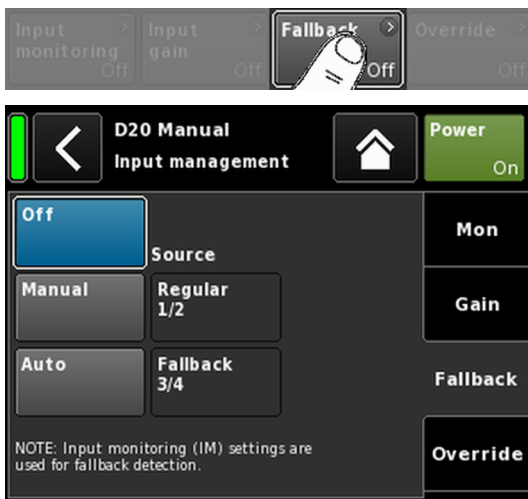 Input
monitoring
Off
Input
gain
Off
Fallback
Off
Override
Off
D20 Manual
Input management
Power
On
Off
Source
Manual
Regular
1/2
Auto
Fallback
3/4
NOTE: Input monitoring (IM) settings are
used for fallback detection.
Mon
Gain
Fallback
Override